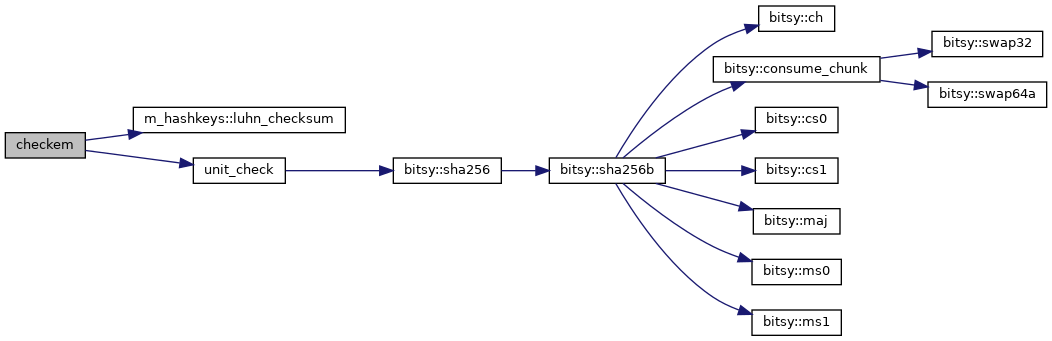 checkem
m_hashkeys::luhn_checksum
unit_check
bitsy::sha256
bitsy::sha256b
bitsy::ch
bitsy::consume_chunk
bitsy::swap32
bitsy::swap64a
bitsy::cs0
bitsy::cs1
bitsy::maj
bitsy::ms0
bitsy::ms1